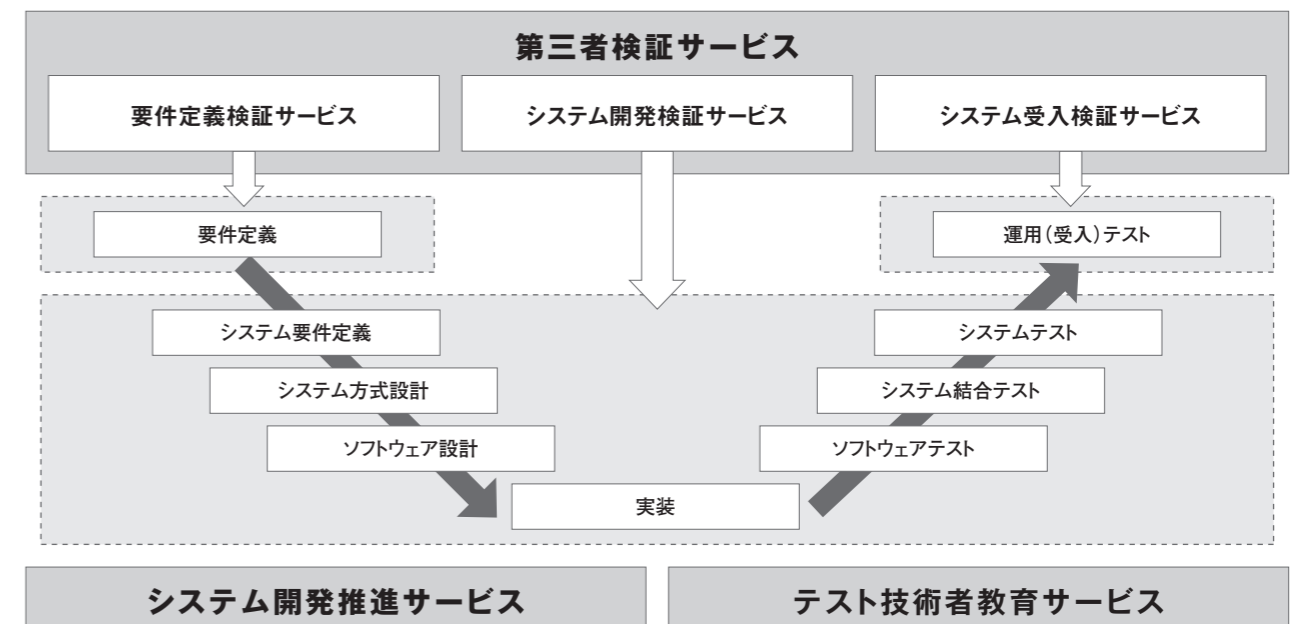 第三者検証サービス
要件定義検証サービス
システム開発検証サービス
システム受入検証サービス
要件定義
運用(受入)テスト
システム要件定義
システムテスト
システム方式設計
システム結合テスト
ソフトウェア設計
ソフトウェアテスト
実装
システム開発推進サービス
テスト技術者教育サービス